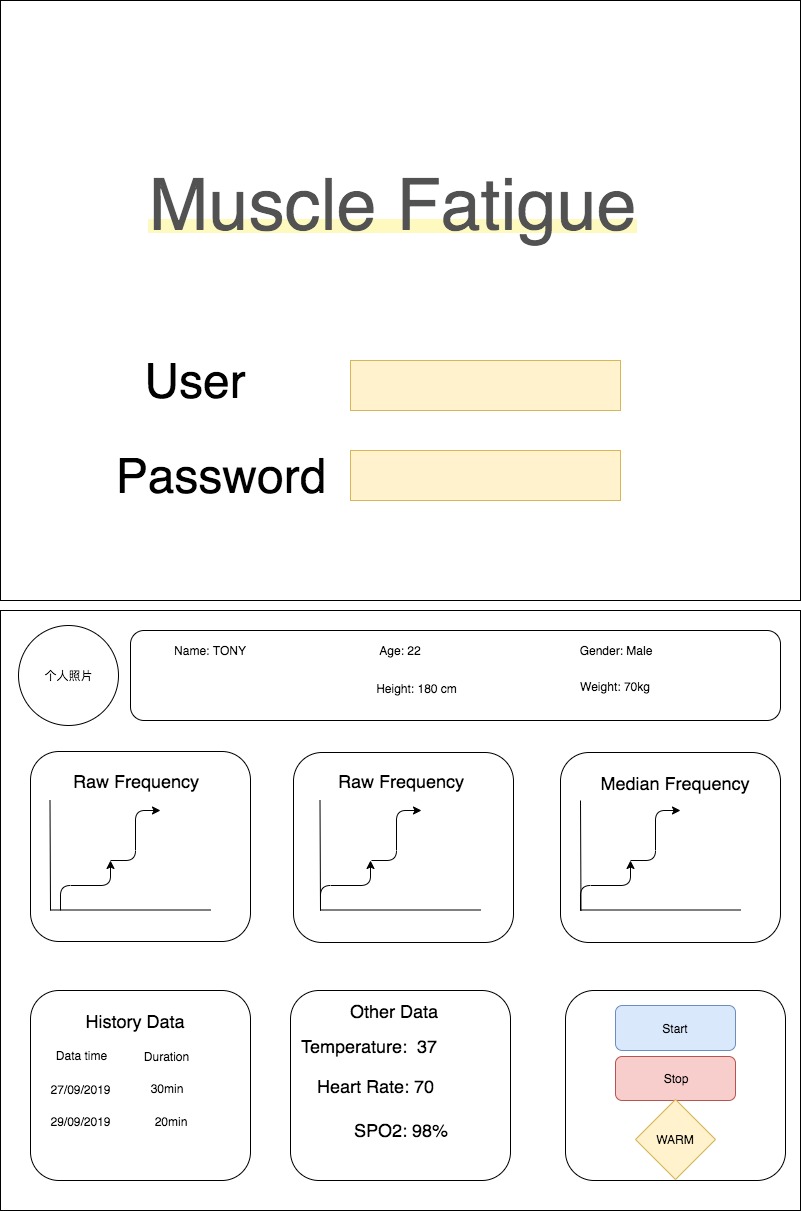 Muscle Fatigue
User
Password
个人照片
Name: TONY
Age: 22
Gender: Male
Height: 180 cm
Weight: 70kg
Raw Frequency
Raw Frequency
Median Frequency
History Data
Data time
Duration
27/09/2019
30min
29/09/2019
20min
Other Data
Temperature: 37
Heart Rate: 70
SPO2: 98%
Start
Stop
WARM